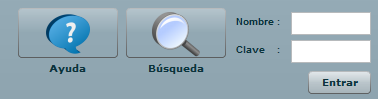 ?
Ayuda
Búsqueda
Nombre :
Clave :
Entrar